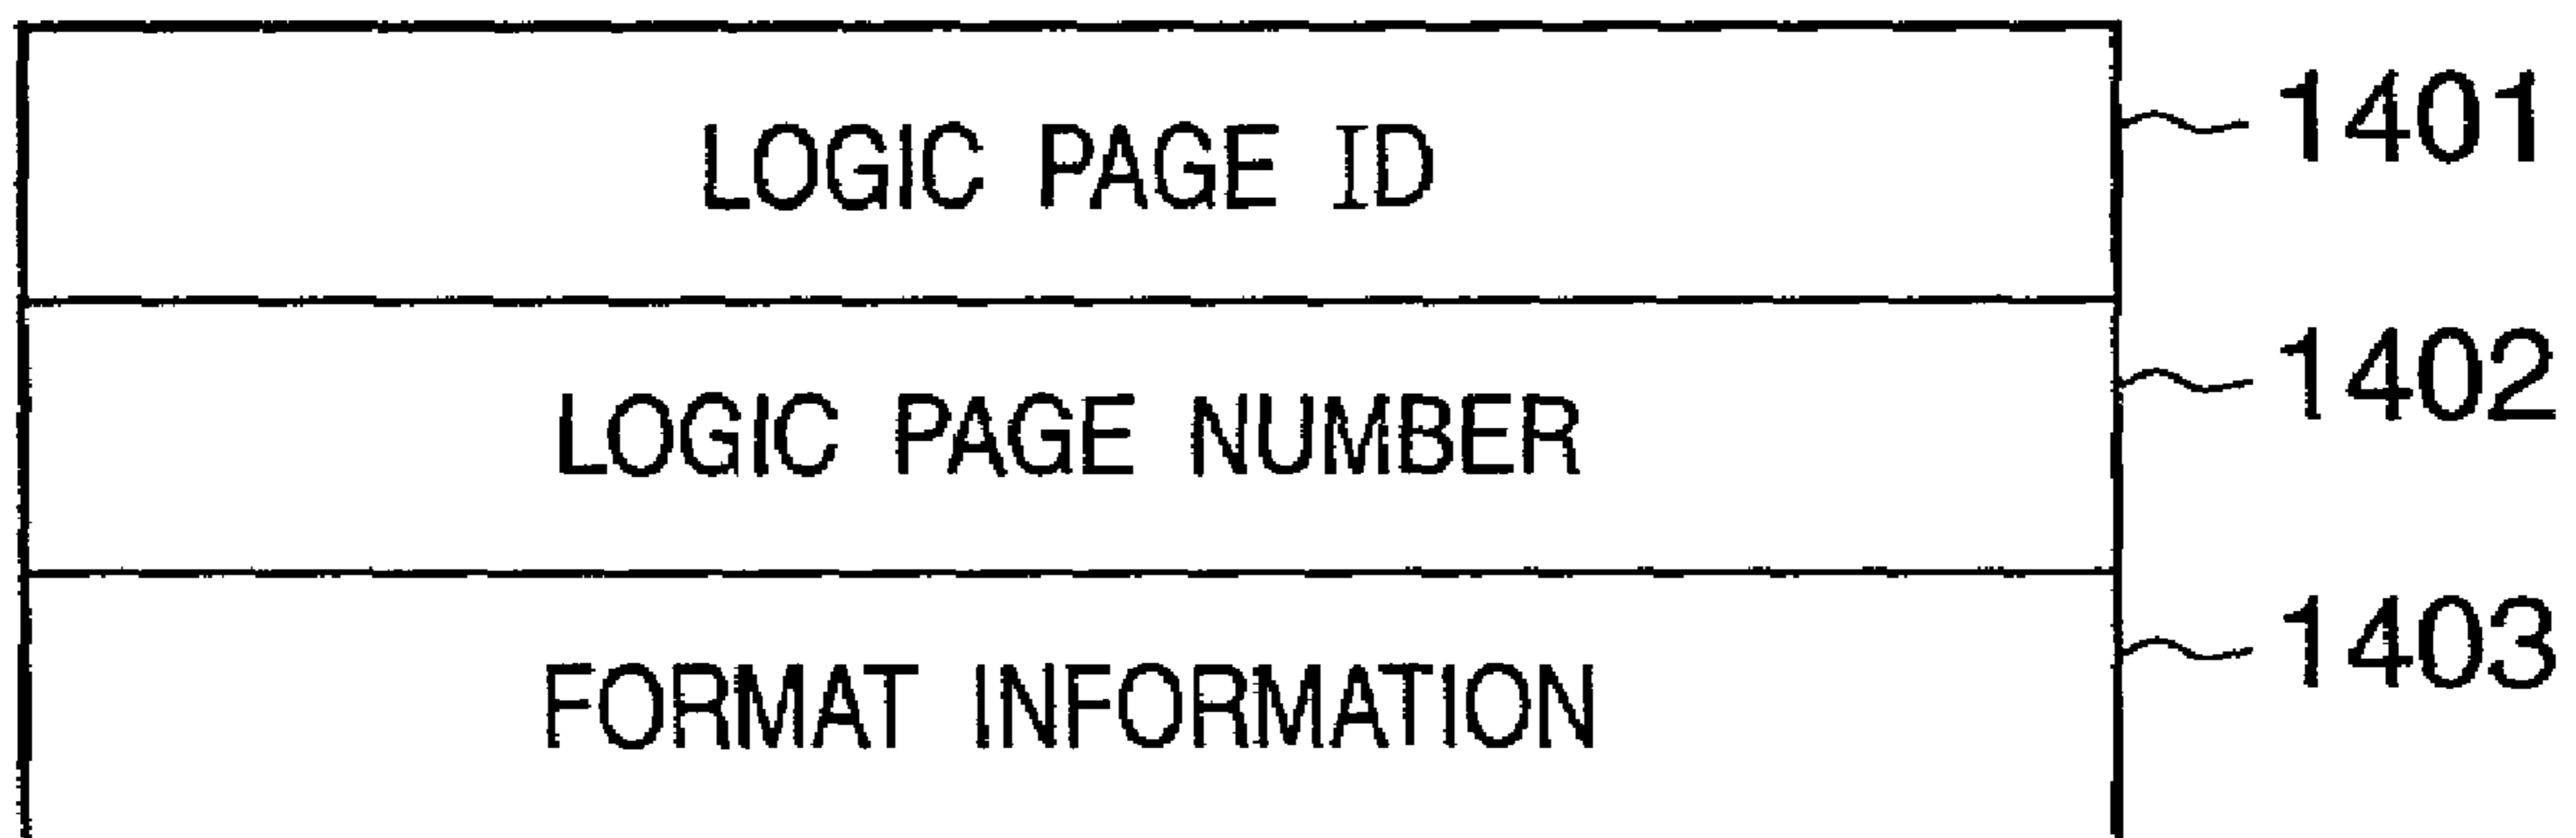 LOGIC PAGE ID
1401
LOGIC PAGE NUMBER
1402
FORMAT INFORMATION
1403